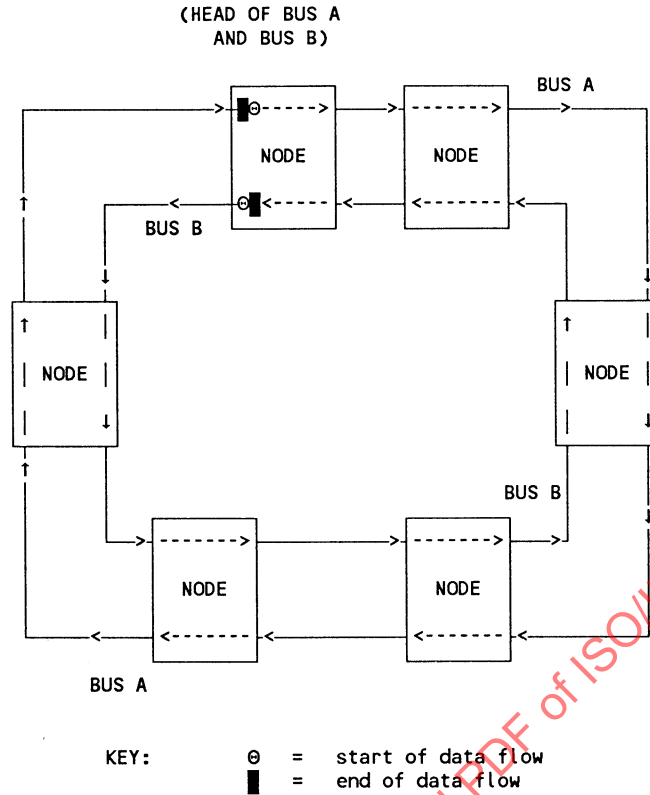 (HEAD OF BUS A
AND BUS B)
BUS A
NODE
NODE
BUS B
NODE
NODE
BUS B
NODE
NODE
BUS A
PDF of ISO/
KEY:
Θ = start of data flow
█ = end of data flow